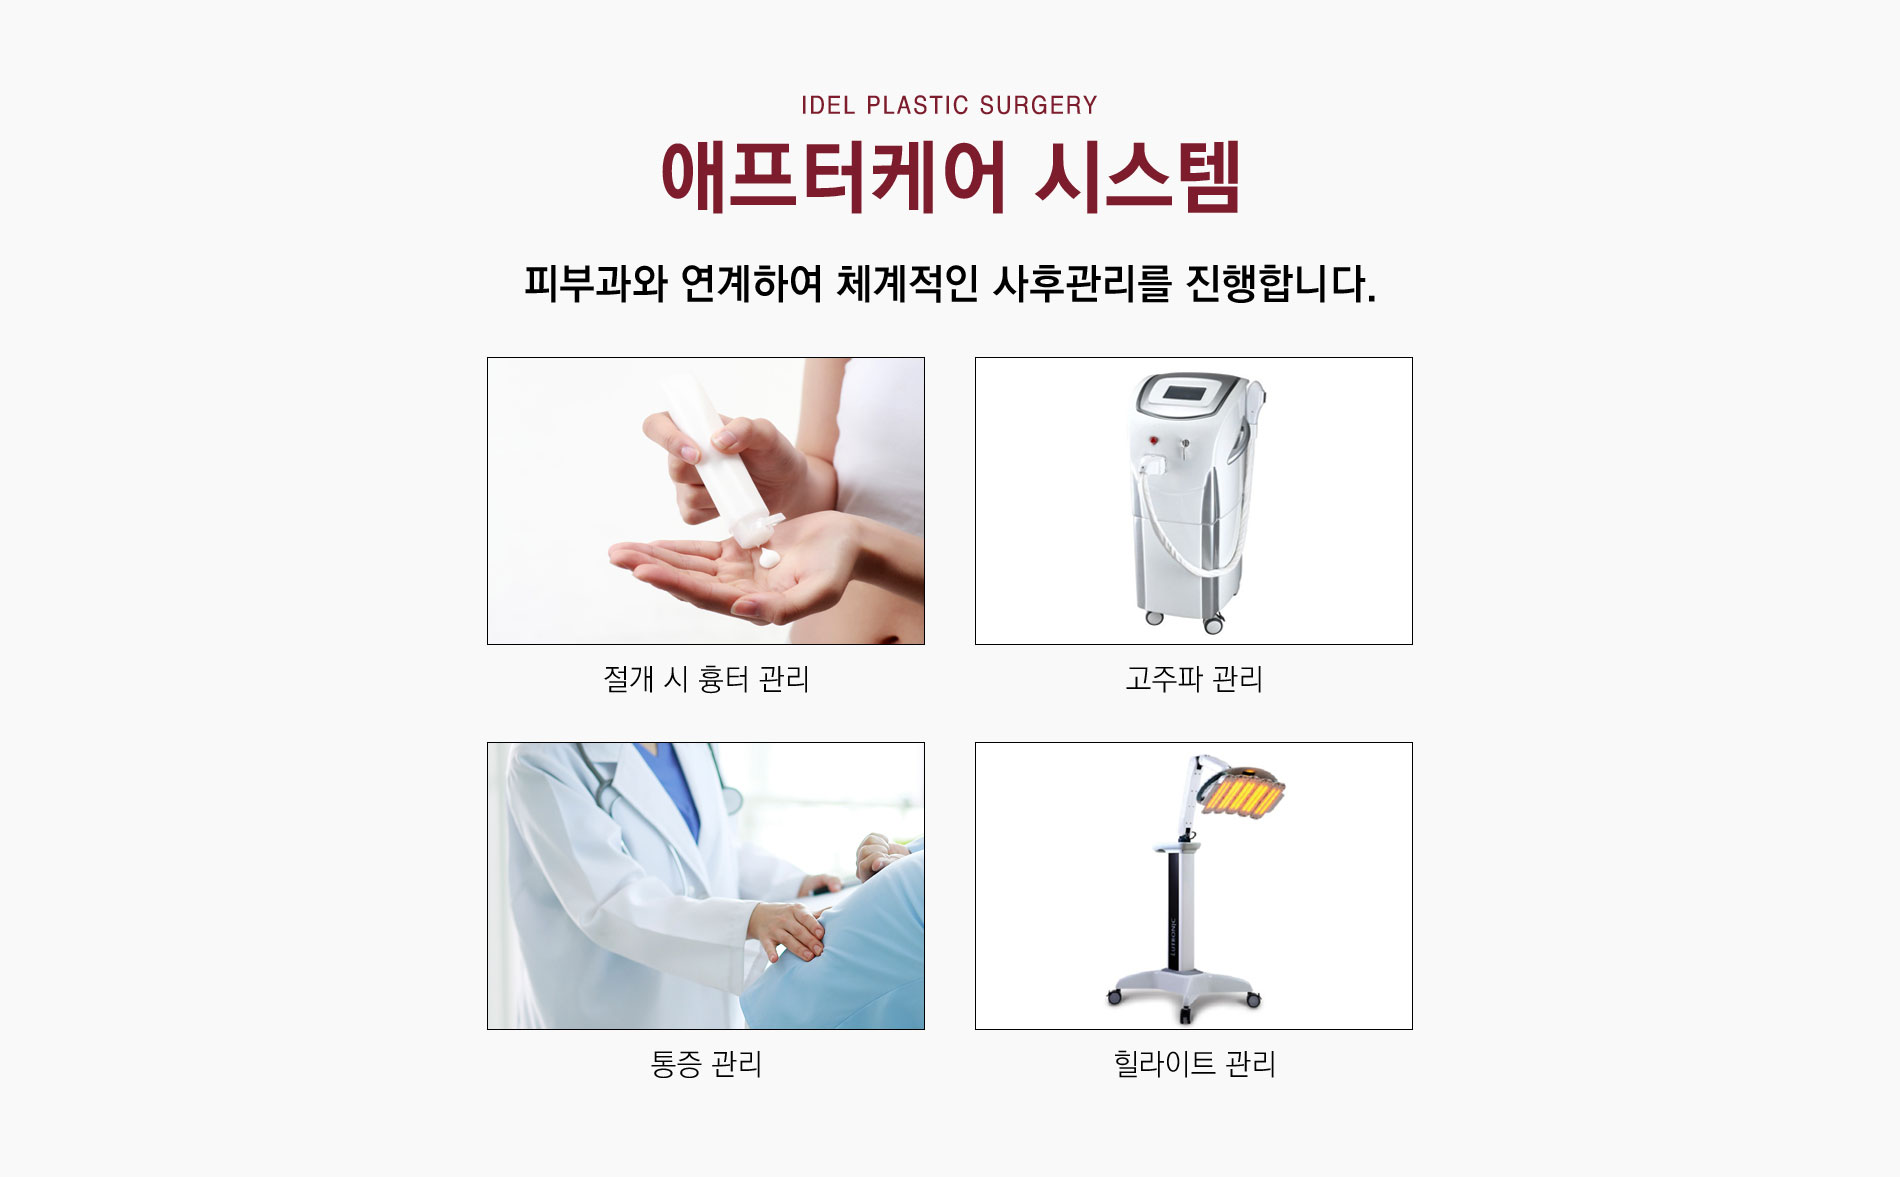 IDEL PLASTIC SURGERY
애프터케어 시스템
피부과와 연계하여 체계적인 사후관리를 진행합니다.
절개 시 흉터 관리
고주파 관리
LUTRONIC
통증 관리
힐라이트 관리